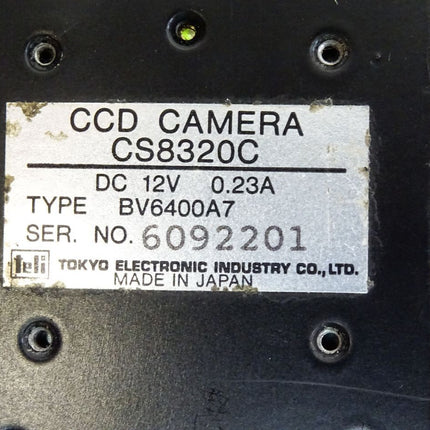 CCD CAMERA
CS8320C
DC 12V 0.23A
TYPE BV6400A7
SER. NO. 6092201
teli TOKYO ELECTRONIC INDUSTRY CO., LTD.
MADE IN JAPAN